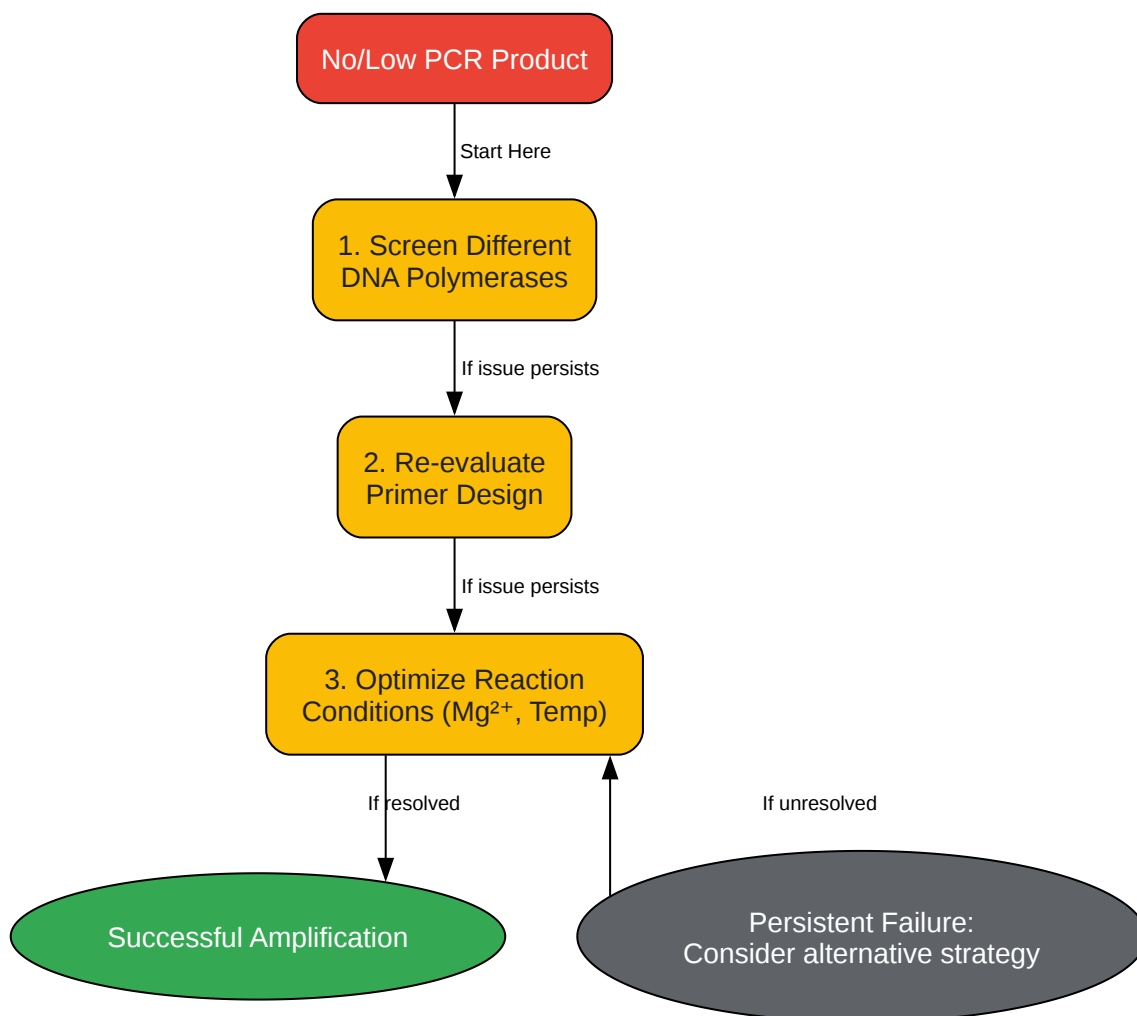 No/Low PCR Product
Start Here
1. Screen Different
DNA Polymerases
If issue persists
2. Re-evaluate
Primer Design
If issue persists
3. Optimize Reaction
Conditions (Mg²⁺, Temp)
If resolved
If unresolved
Successful Amplification
Persistent Failure:
Consider alternative strategy